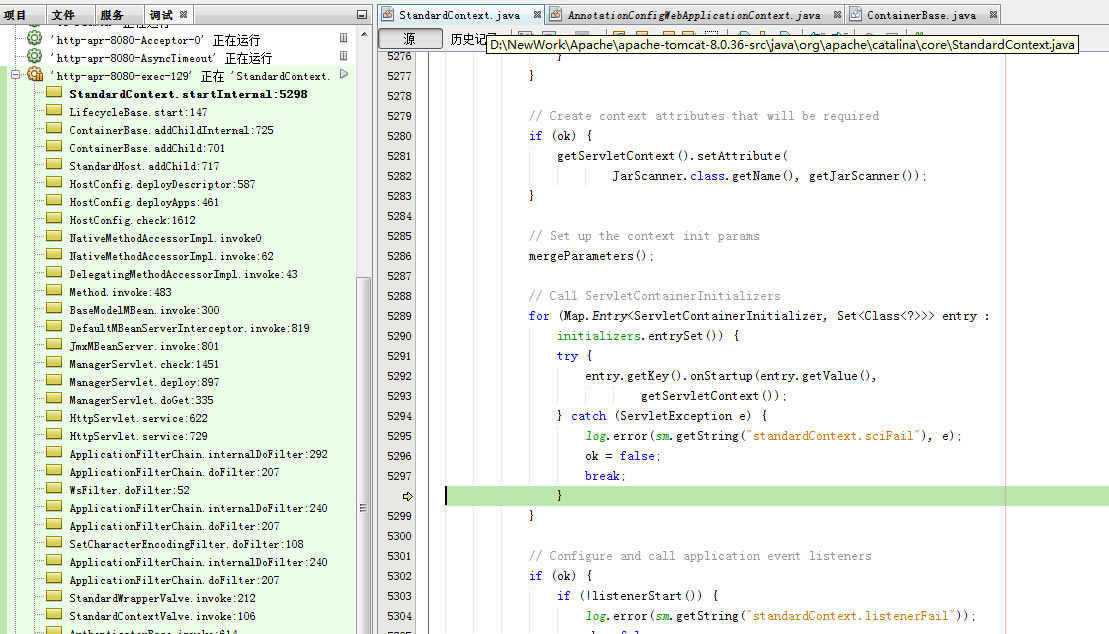 项目 文件 服务 调试
'http-apr-8080-Acceptor-0' 正在运行
'http-apr-8080-AsyncTimeout' 正在运行
'http-apr-8080-exec-129' 正在 'StandardContext.
StandardContext.startInternal:5298
LifecycleBase.start:147
ContainerBase.addChildInternal:725
ContainerBase.addChild:701
StandardHost.addChild:717
HostConfig.deployDescriptor:587
HostConfig.deployApps:461
HostConfig.check:1612
NativeMethodAccessorImpl.invoke0
NativeMethodAccessorImpl.invoke:62
DelegatingMethodAccessorImpl.invoke:43
Method.invoke:483
BaseModelMBean.invoke:300
DefaultMBeanServerInterceptor.invoke:819
JmxMBeanServer.invoke:801
ManagerServlet.check:1451
ManagerServlet.deploy:897
ManagerServlet.doGet:335
HttpServlet.service:622
HttpServlet.service:729
ApplicationFilterChain.internalDoFilter:292
ApplicationFilterChain.doFilter:207
WsFilter.doFilter:52
ApplicationFilterChain.internalDoFilter:240
ApplicationFilterChain.doFilter:207
SetCharacterEncodingFilter.doFilter:108
ApplicationFilterChain.internalDoFilter:240
ApplicationFilterChain.doFilter:207
StandardWrapperValve.invoke:212
StandardContextValve.invoke:106
AuthenticatorBase.invoke:614
StandardContext.java AnnotationConfigWebApplicationContext.java ContainerBase.java
源 历史记
D:\NewWork\Apache\apache-tomcat-8.0.36-src\java\org\apache\catalina\core\StandardContext.java
5276 }
5277 }
5278
5279 // Create context attributes that will be required
5280 if (ok) {
5281 getServletContext().setAttribute(
5282 JarScanner.class.getName(), getJarScanner());
5283 }
5284
5285 // Set up the context init params
5286 mergeParameters();
5287
5288 // Call ServletContainerInitializers
5289 for (Map.Entry<ServletContainerInitializer, Set<Class<?>>> entry :
5290 initializers.entrySet()) {
5291 try {
5292 entry.getKey().onStartup(entry.getValue(),
5293 getServletContext());
5294 } catch (ServletException e) {
5295 log.error(sm.getString("standardContext.sciFail"), e);
5296 ok = false;
5297 break;
}
5299 }
5300
5301 // Configure and call application event listeners
5302 if (ok) {
5303 if (!listenerStart()) {
5304 log.error(sm.getString("standardContext.listenerFail"));